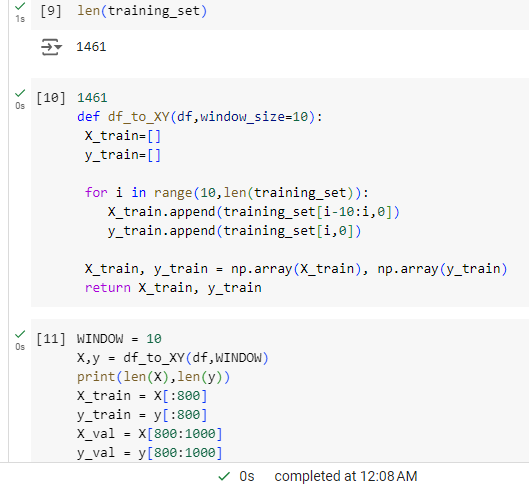 [9] len(training_set)
1s
1461
[10] 1461
0s
def df_to_XY(df,window_size=10):
X_train=[]
y_train=[]
for i in range(10,len(training_set)):
X_train.append(training_set[i-10:i,0])
y_train.append(training_set[i,0])
X_train, y_train = np.array(X_train), np.array(y_train)
return X_train, y_train
[11] WINDOW = 10
0s
X,y = df_to_XY(df,WINDOW)
print(len(X),len(y))
X_train = X[:800]
y_train = y[:800]
X_val = X[800:1000]
y_val = y[800:1000]
0s completed at 12:08 AM